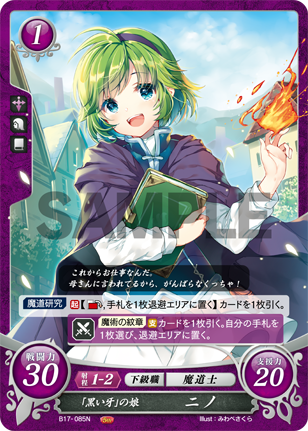 1
SAMPLE
これからお仕事なんだ。
母さんに言われてるから、がんばらなくっちゃ!
魔道研究 起【、手札を1枚退避エリアに置く】カードを1枚引く。
魔術の紋章 支 カードを1枚引く。自分の手札を
1枚選び、退避エリアに置く。
戦闘力
30
射程 1-2 下級職 魔道士
支援力
20
「黒い牙」の娘 ニノ
B17-085N Illust:みわべさくら